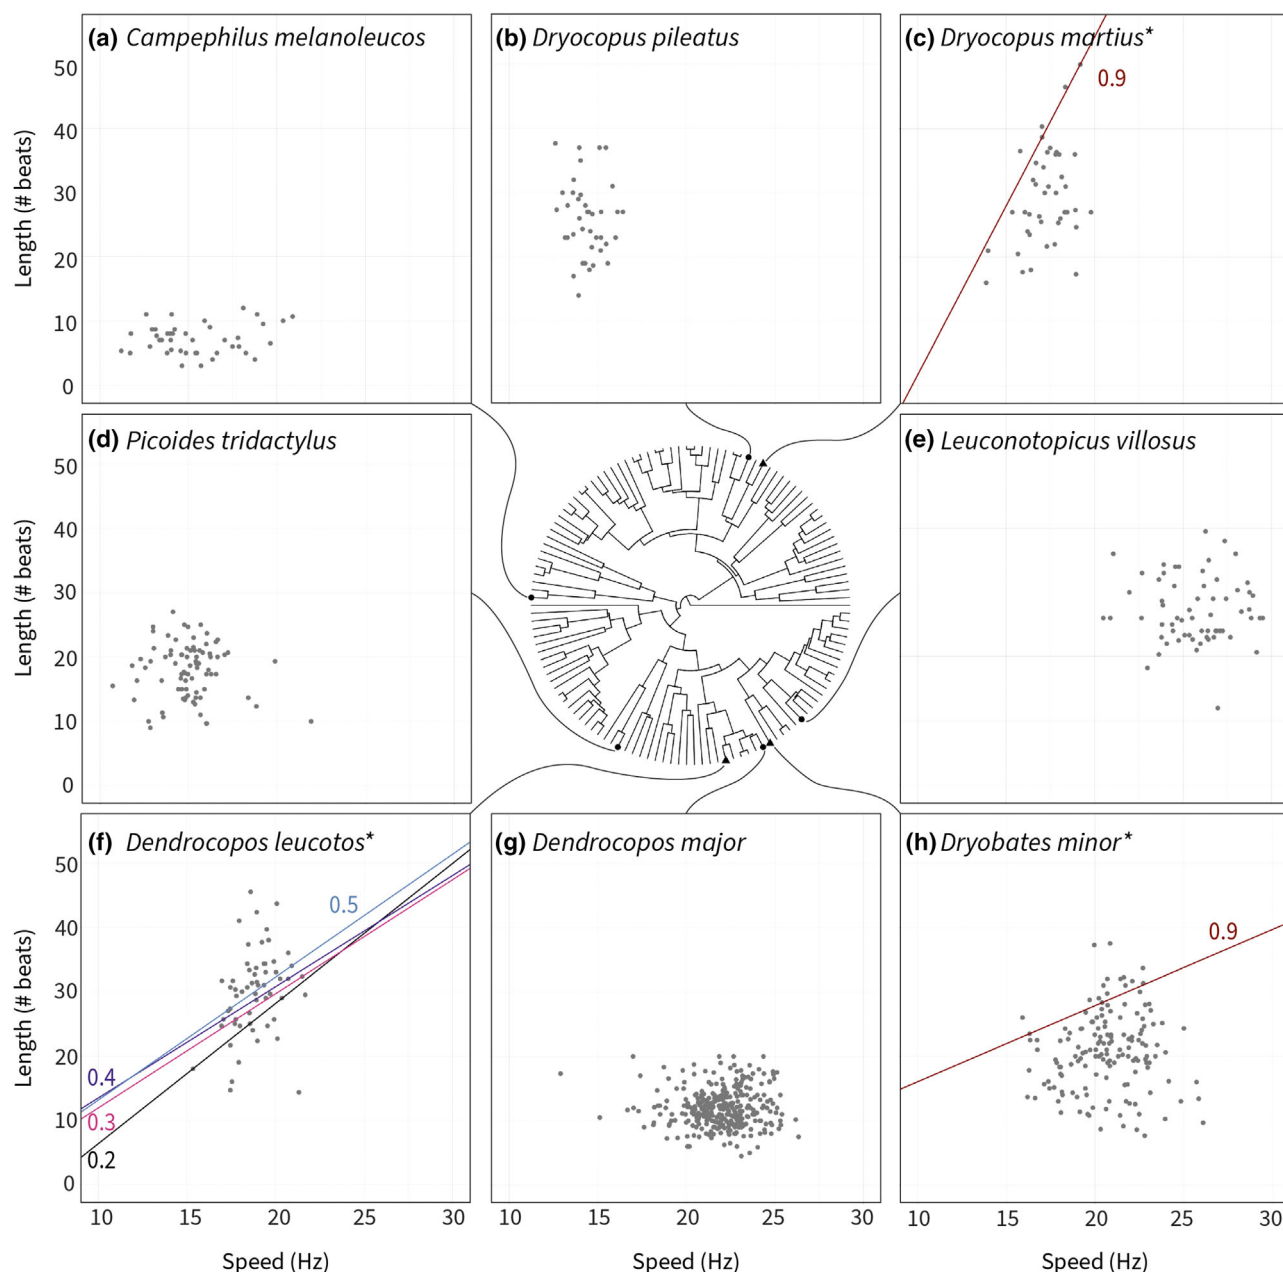 (a) Campephilus melanoleucos
(b) Dryocopus pileatus
(c) Dryocopus martius*
0.9
Length (# beats)
50
40
30
20
10
0
(d) Picoides tridactylus
(e) Leuconotopicus villosus
Length (# beats)
50
40
30
20
10
0
(f) Dendrocopos leucotos*
(g) Dendrocopos major
(h) Dryobates minor*
0.5
0.4
0.3
0.2
0.9
Length (# beats)
50
40
30
20
10
0
10 15 20 25 30
10 15 20 25 30
10 15 20 25 30
Speed (Hz)
Speed (Hz)
Speed (Hz)